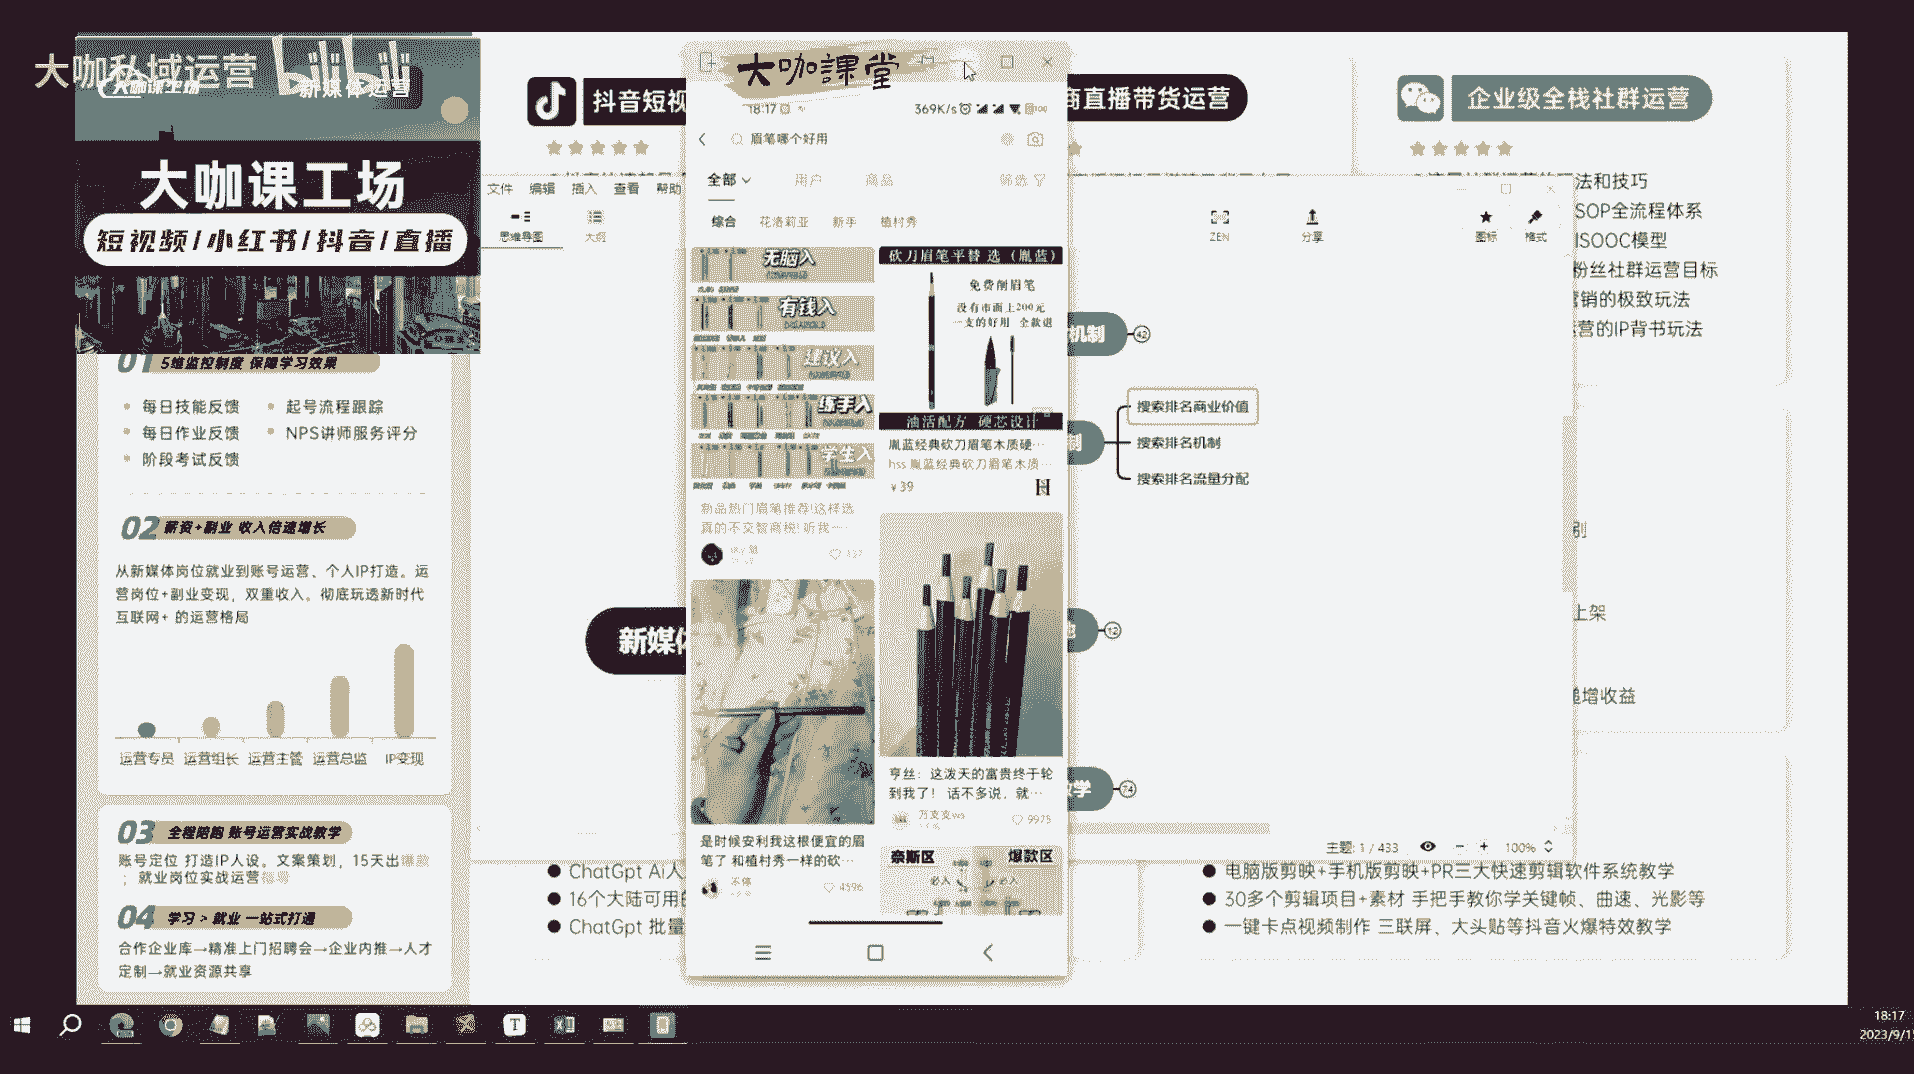 大咖私域运营
bilibili
大咖课工场
新媒体运营
大咖课工场
短视频/小红书/抖音/直播
01 5维监控制度 保障学习效果
每日技能反馈
起号流程跟踪
每日作业反馈
NPS讲师服务评分
阶段考试反馈
02 薪资+副业 收入倍速增长
从新媒体岗位就业到账号运营、个人IP打造。运
营岗位+副业变现，双重收入。彻底玩透新时代
互联网+ 的运营格局
运营专员 运营组长 运营主管 运营总监 IP变现
03 全程陪跑 账号运营实战教学
账号定位 打造IP人设。文案策划，15天出爆款
；就业岗位实战运营
04 学习 > 就业 一站式打通
合作企业库→精准上门招聘会→企业内推→人才
定制→就业资源共享
抖音短视
商直播带货运营
企业级全栈社群运营
文件 编辑 插入 查看 帮助
思维导图
大纲
ZEN
分享
图标
格式
法和技巧
SOP全流程体系
ISOOC模型
粉丝社群运营目标
营销的极致玩法
运营的IP背书玩法
大咖課堂
18:17
369K/s
100
眉笔哪个好用
全部
用户
商品
筛选
综合
花洛莉亚
新手
植村秀
无脑入
有钱入
建议入
练手入
学生入
新品热门眉笔推荐!这样选
真的不交智商税! 听我一…
砍刀眉笔平替 选（胤蓝）
免费削眉笔
没有市面上200元
一支的好用 全款退
油活配方 硬芯设计
胤蓝经典砍刀眉笔木质硬…
hss 胤蓝经典砍刀眉笔木质…
¥39
H
是时候安利我这根便宜的眉
笔了 和植村秀一样的砍…
不停
4596
亨丝：这泼天的富贵终于轮
到我了！ 话不多说，就…
万支支ws
9975
奈斯区
爆款区
必入
必入
新媒体
机制
42
制
搜索排名商业价值
搜索排名机制
搜索排名流量分配
12
学
74
别
上架
递增收益
主题: 1 / 433
100%
ChatGpt Ai人
16个大陆可用的
ChatGpt 批量
电脑版剪映+手机版剪映+PR三大快速剪辑软件系统教学
30多个剪辑项目+素材 手把手教你学关键帧、曲速、光影等
一键卡点视频制作 三联屏、大头贴等抖音火爆特效教学
T
18:17
2023/9/1